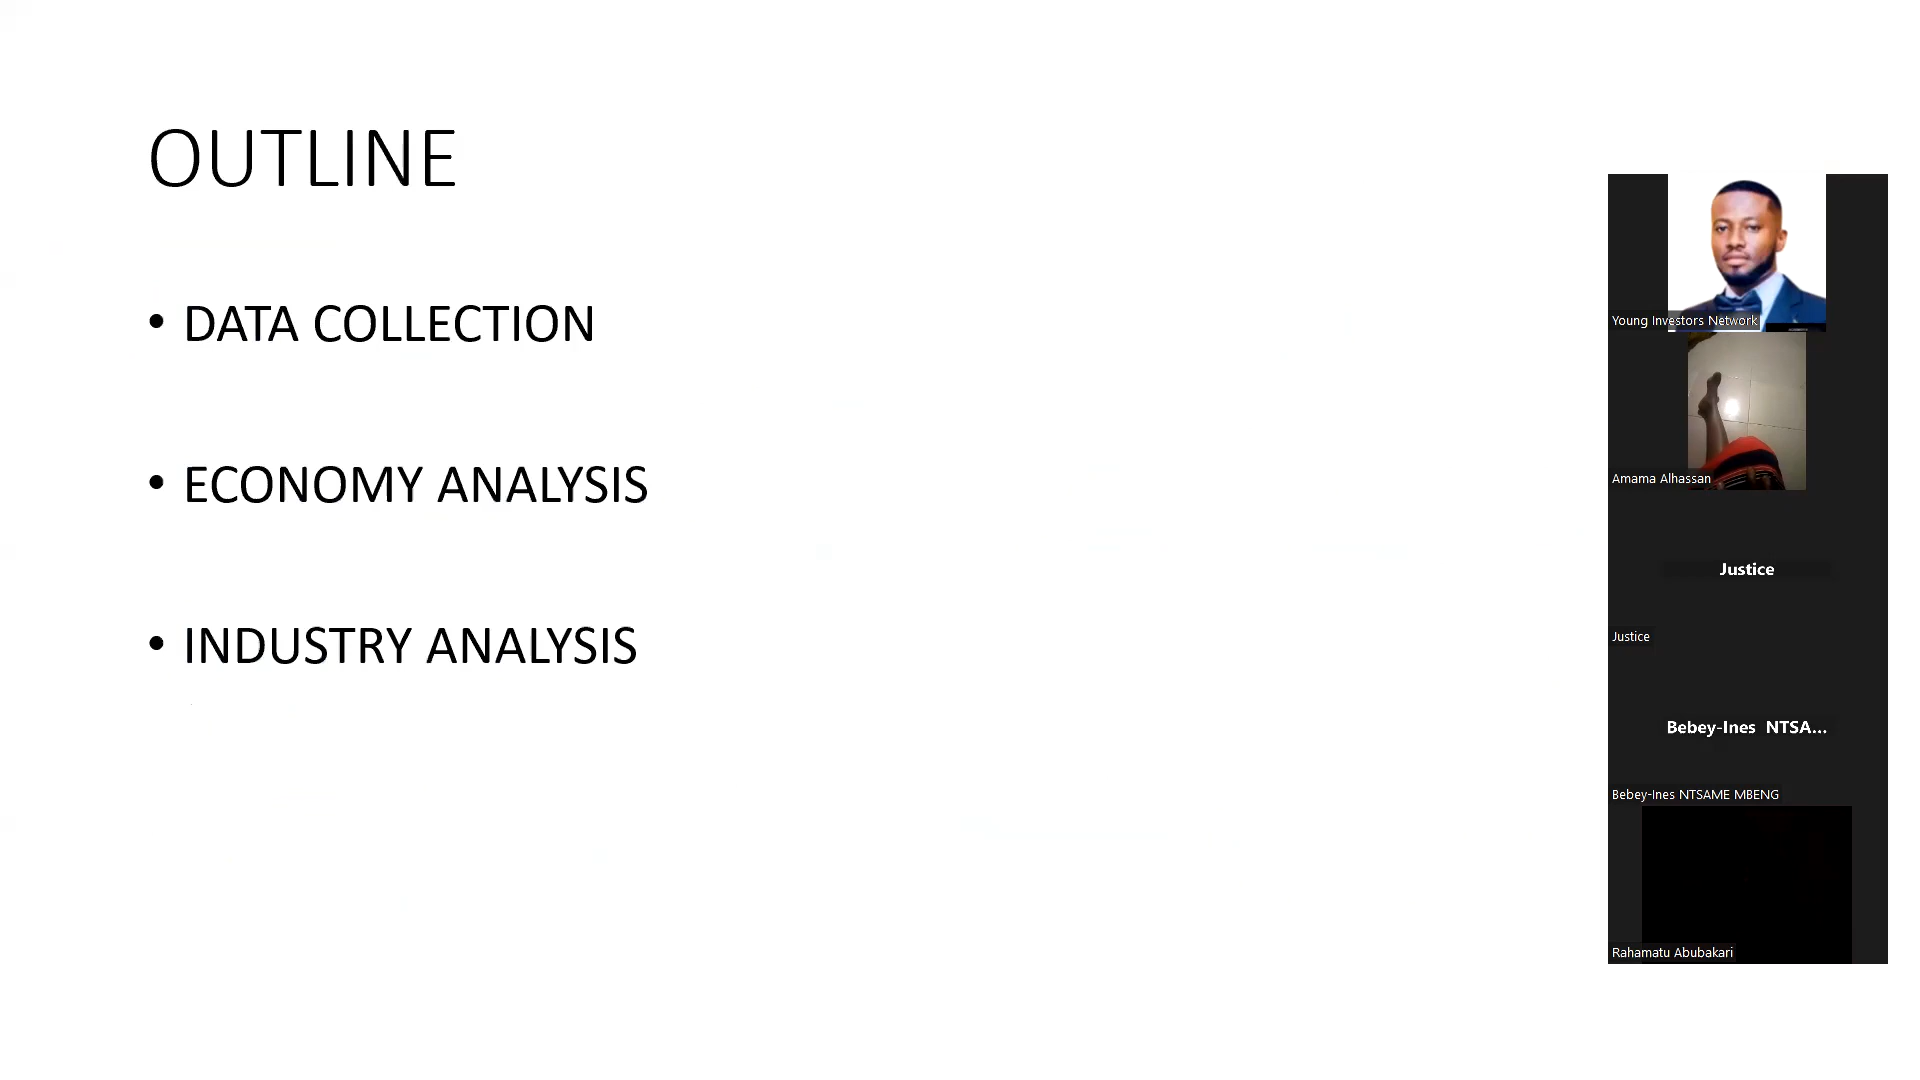 OUTLINE
• DATA COLLECTION
• ECONOMY ANALYSIS
• INDUSTRY ANALYSIS
Young Investors Network
Amama Alhassan
Justice
Justice
Bebey-Ines NTSA...
Bebey-Ines NTSAME MBENG
Rahamatu Abubakari